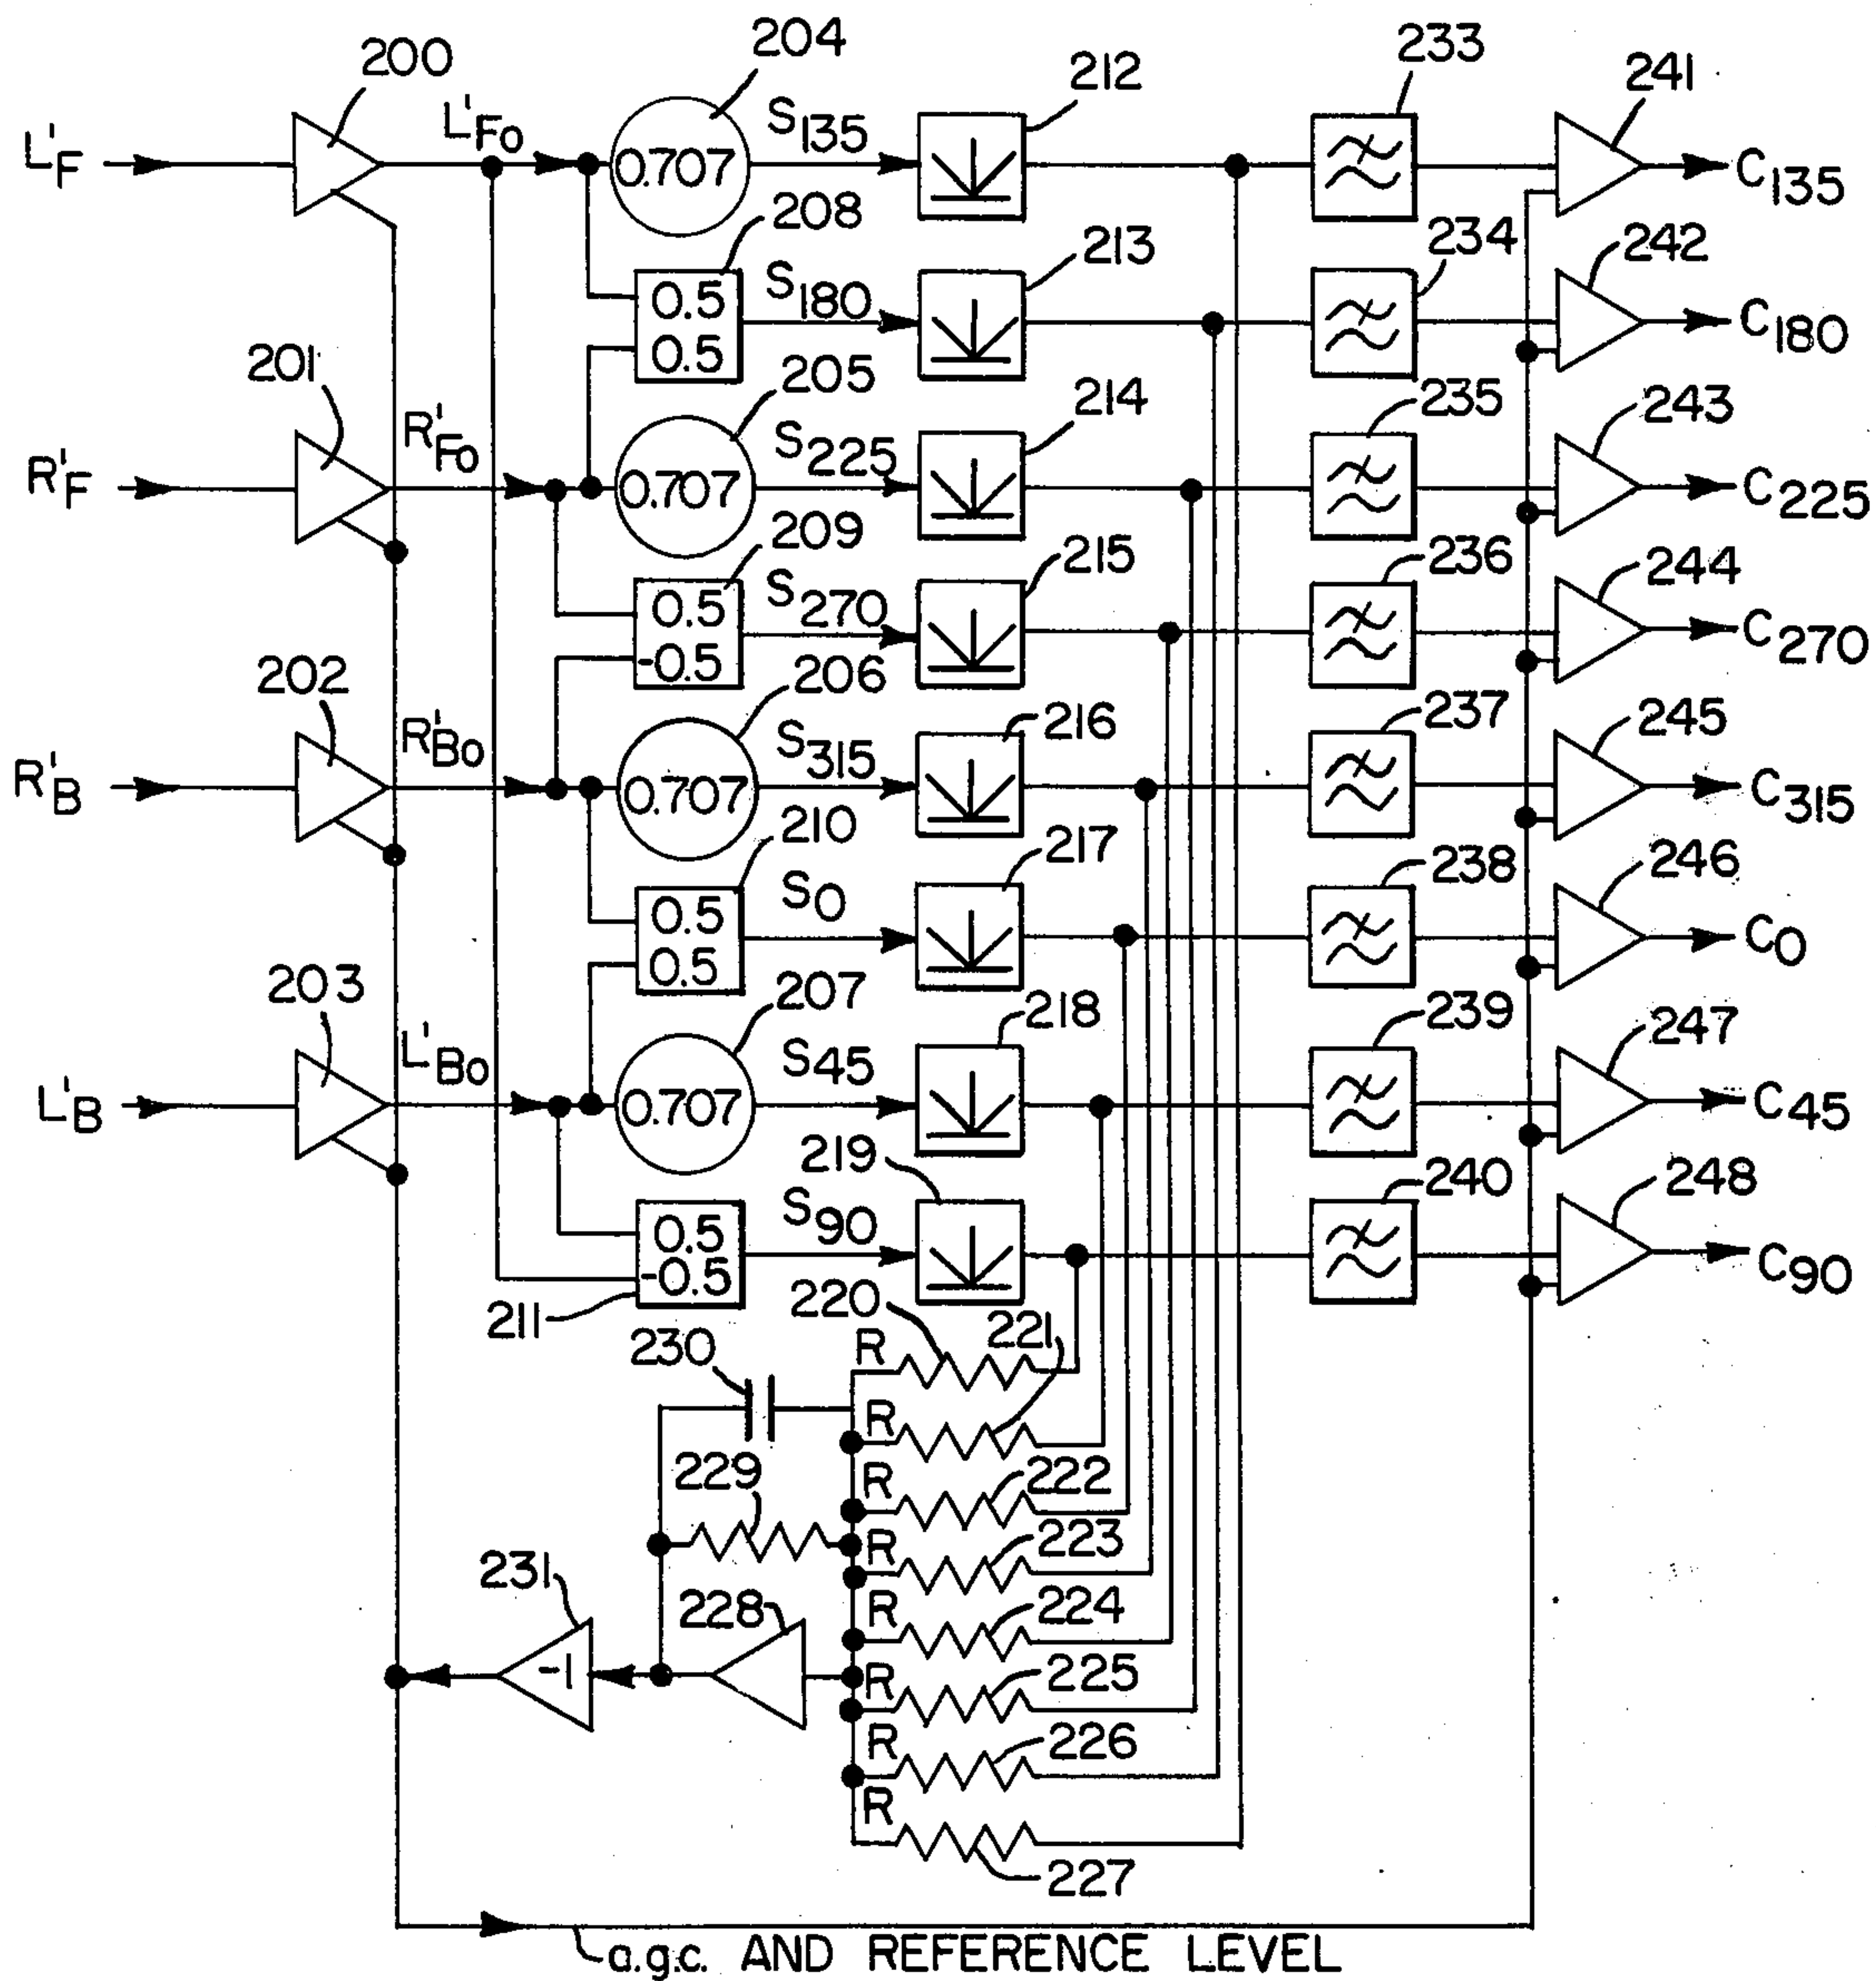 204
233
200
212
241
L'F
L'Fo
0.707
S135
C135
208
213
234
242
0.5
0.5
S180
C180
201
205
214
235
243
R'F
R'Fo
0.707
S225
C225
209
215
236
244
0.5
-0.5
S270
C270
202
206
216
237
245
R'B
R'Bo
0.707
S315
C315
210
217
238
246
0.5
0.5
S0
C0
203
207
218
239
247
L'B
L'Bo
0.707
S45
C45
219
240
248
0.5
-0.5
S90
C90
211
220
221
230
R
R
229
R
222
R
223
231
228
R
224
-1
R
225
R
226
R
227
a.g.c. AND REFERENCE LEVEL